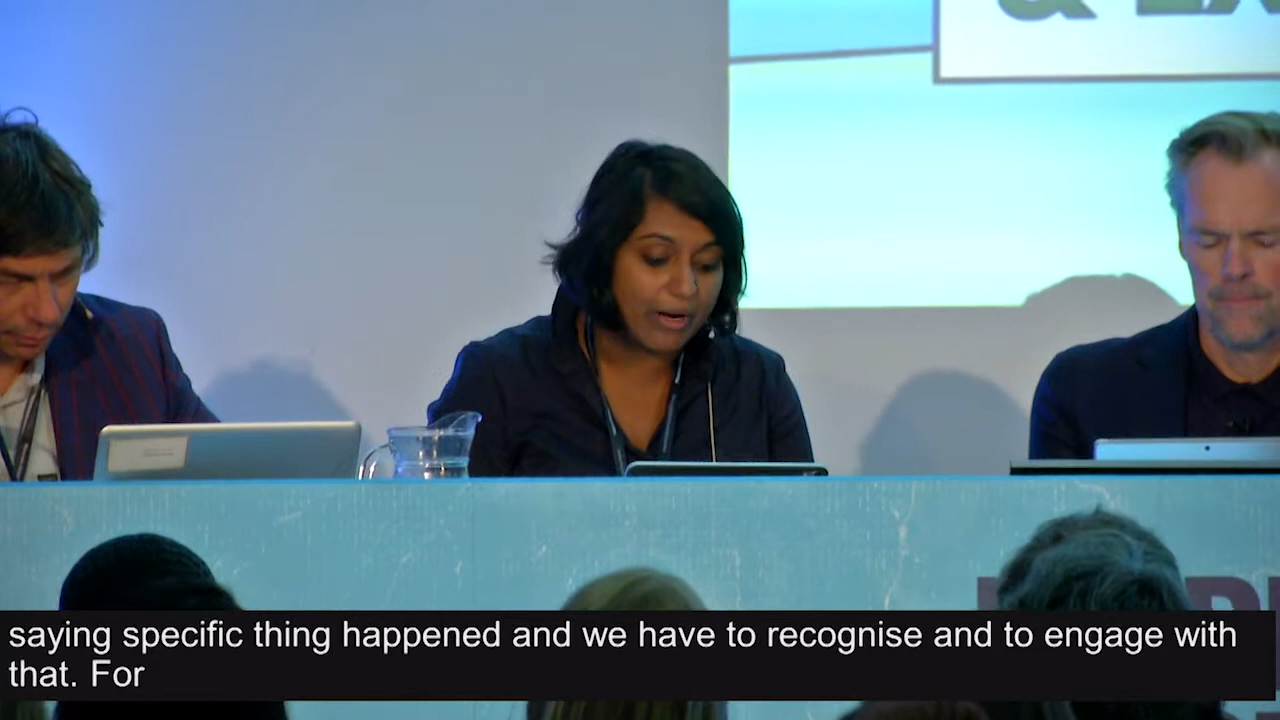 saying specific thing happened and we have to recognise and to engage with
that. For